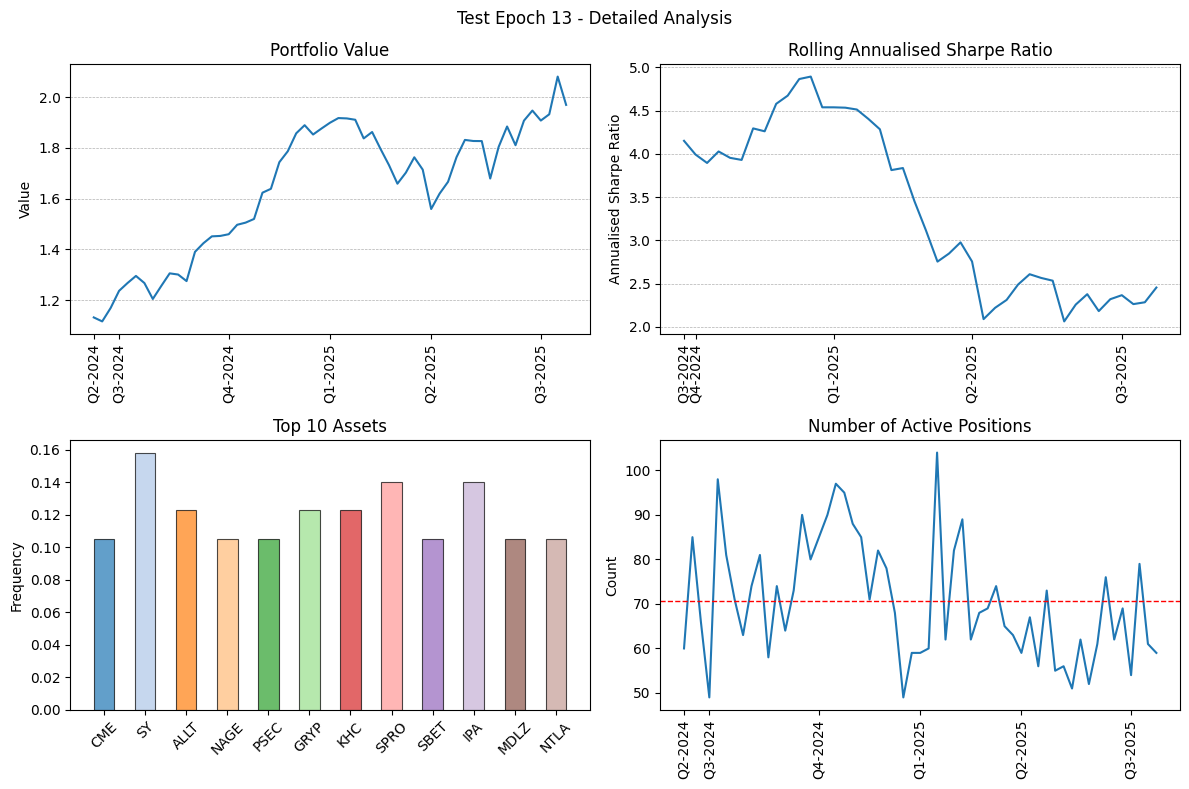 Test Epoch 13 - Detailed Analysis
Portfolio Value
Value
2.0
1.8
1.6
1.4
1.2
Q2-2024
Q3-2024
Q4-2024
Q1-2025
Q2-2025
Q3-2025
Rolling Annualised Sharpe Ratio
Annualised Sharpe Ratio
5.0
4.5
4.0
3.5
3.0
2.5
2.0
Q3-2024
Q4-2024
Q1-2025
Q2-2025
Q3-2025
Top 10 Assets
Frequency
0.16
0.14
0.12
0.10
0.08
0.06
0.04
0.02
0.00
CME
SY
ALLT
NAGE
PSEC
GRYP
KHC
SPRO
SBET
IPA
MDLZ
NTLA
Number of Active Positions
Count
100
90
80
70
60
50
Q2-2024
Q3-2024
Q4-2024
Q1-2025
Q2-2025
Q3-2025